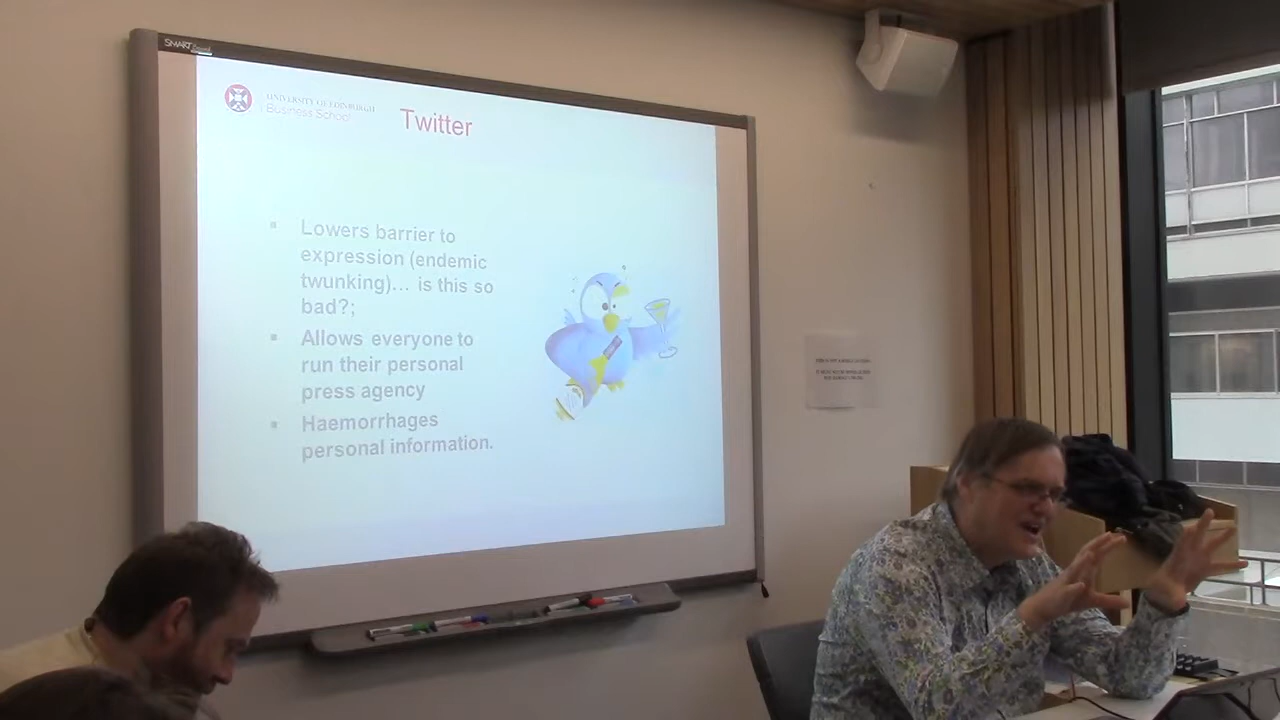 SMART
UNIVERSITY OF EDINBURGH
Business School
Twitter
Lowers barrier to
expression (endemic
twunking)… is this so
bad?;
Allows everyone to
run their personal
press agency
Haemorrhages
personal information.